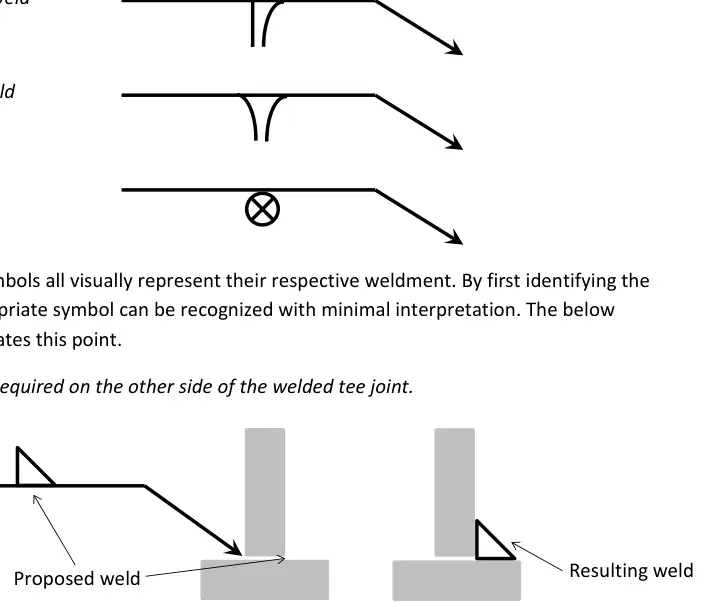 ld
mbols all visually represent their respective weldment. By first identifying the
priate symbol can be recognized with minimal interpretation. The below
ates this point.
equired on the other side of the welded tee joint.
Proposed weld
Resulting weld